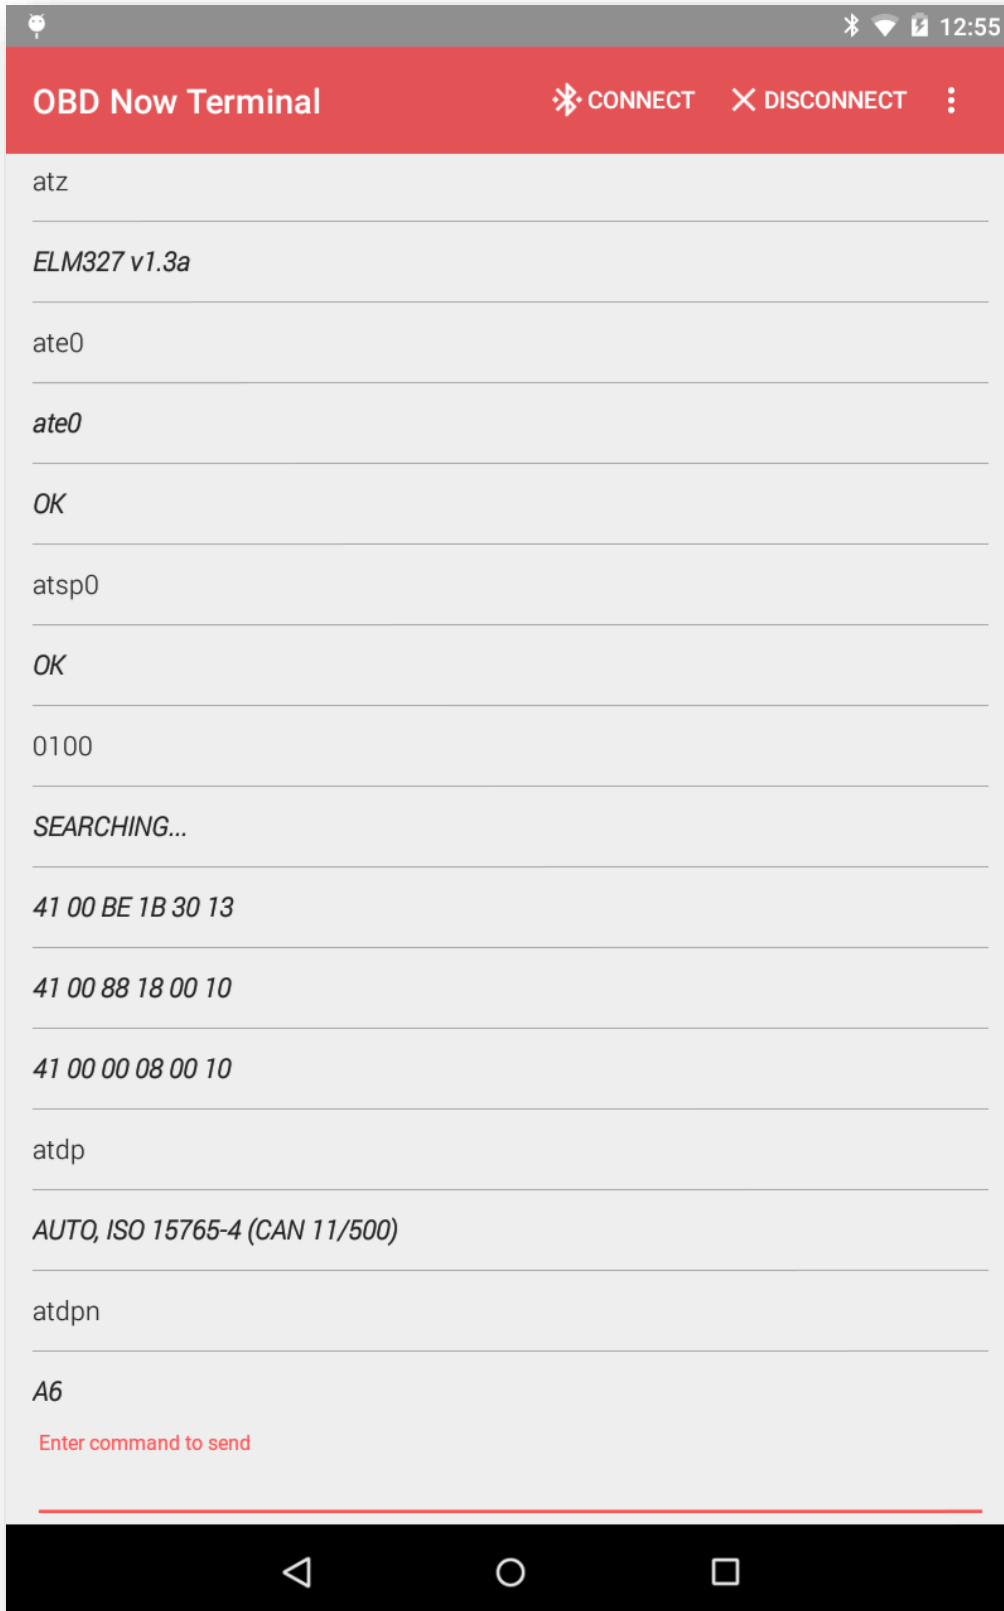 12:55
OBD Now Terminal CONNECT DISCONNECT
atz
ELM327 v1.3a
ate0
ate0
OK
atsp0
OK
0100
SEARCHING...
41 00 BE 1B 30 13
41 00 88 18 00 10
41 00 00 08 00 10
atdp
AUTO, ISO 15765-4 (CAN 11/500)
atdpn
A6
Enter command to send